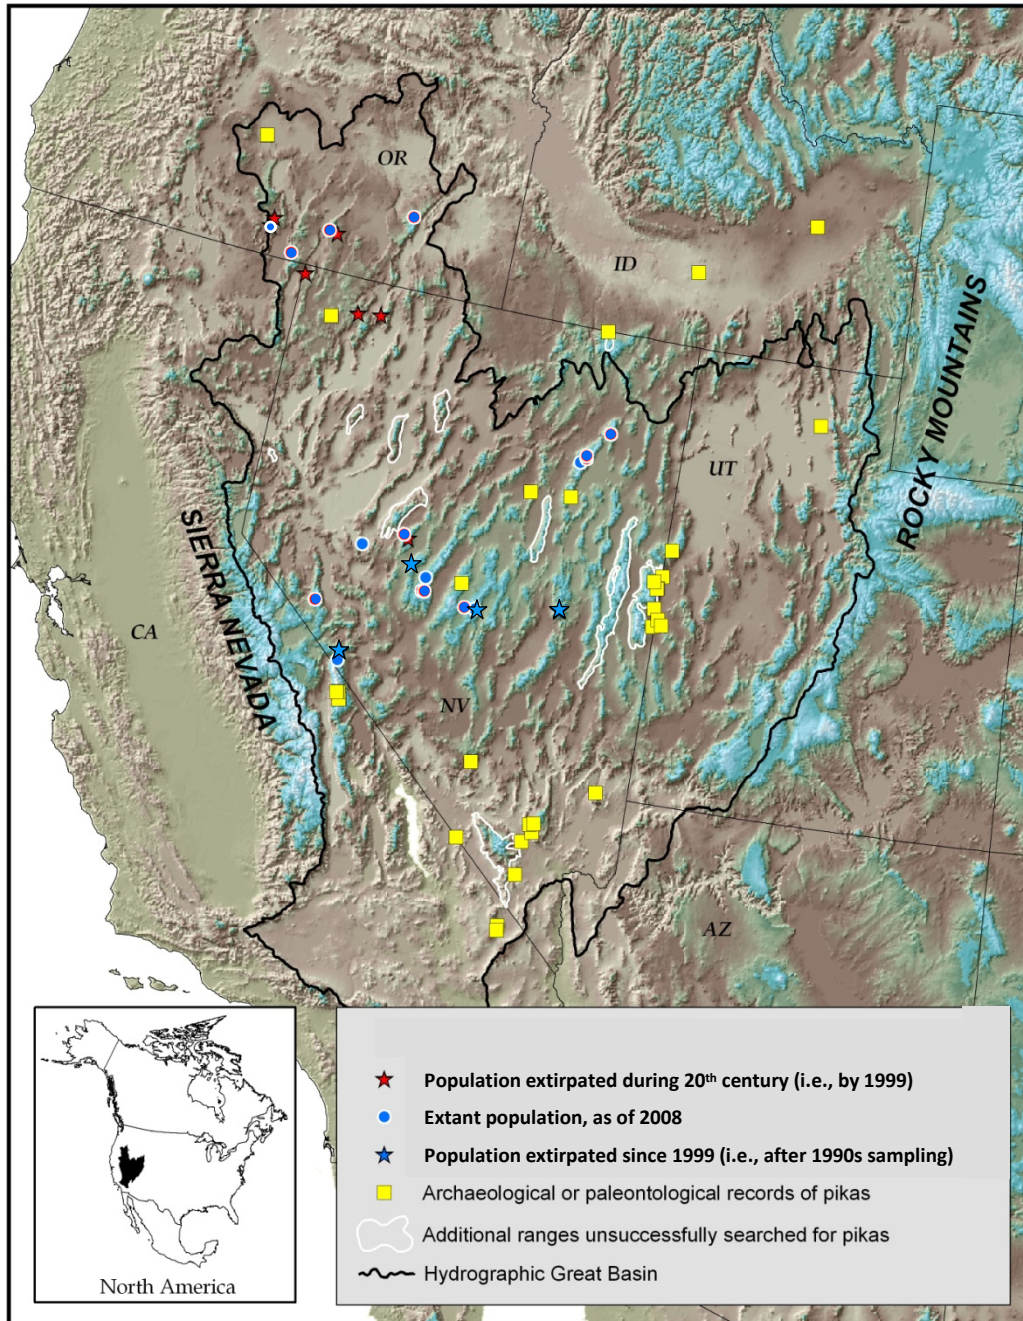 OR
ID
ROCKY MOUNTAINS
UT
SIERRA NEVADA
CA
NV
AZ
North America
Population extirpated during 20th century (i.e., by 1999)
Extant population, as of 2008
Population extirpated since 1999 (i.e., after 1990s sampling)
Archaeological or paleontological records of pikas
Additional ranges unsuccessfully searched for pikas
Hydrographic Great Basin